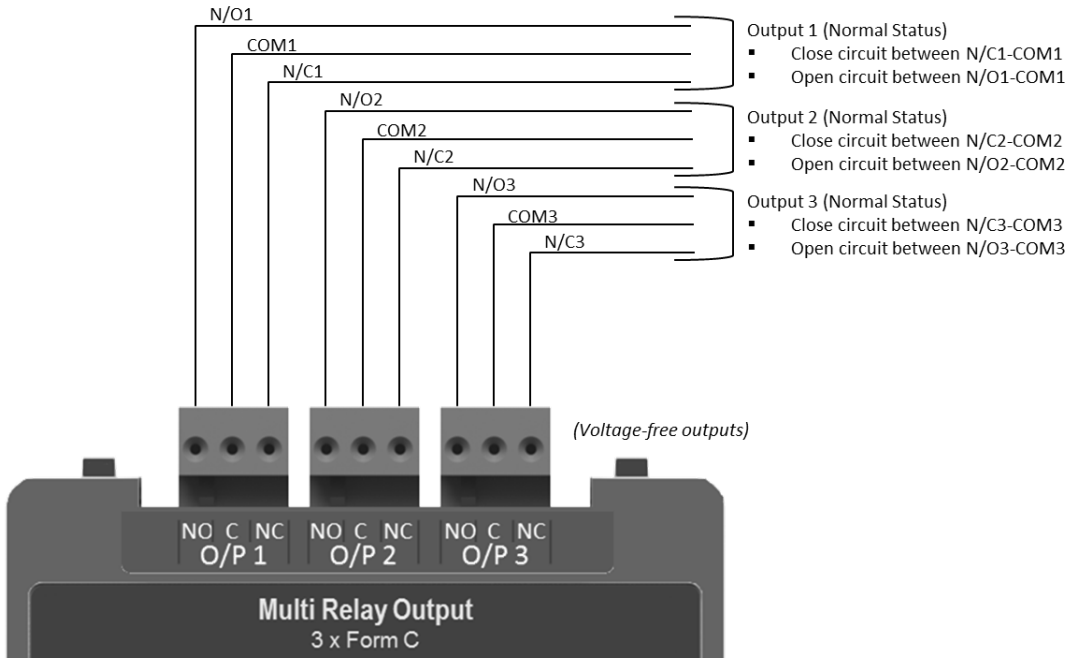 N/O1
COM1
N/C1
Output 1 (Normal Status)
▪ Close circuit between N/C1-COM1
▪ Open circuit between N/O1-COM1
N/O2
COM2
N/C2
Output 2 (Normal Status)
▪ Close circuit between N/C2-COM2
▪ Open circuit between N/O2-COM2
N/O3
COM3
N/C3
Output 3 (Normal Status)
▪ Close circuit between N/C3-COM3
▪ Open circuit between N/O3-COM3
(Voltage-free outputs)
NO C NC NO C NC NO C NC
O/P 1 O/P 2 O/P 3
Multi Relay Output
3 x Form C